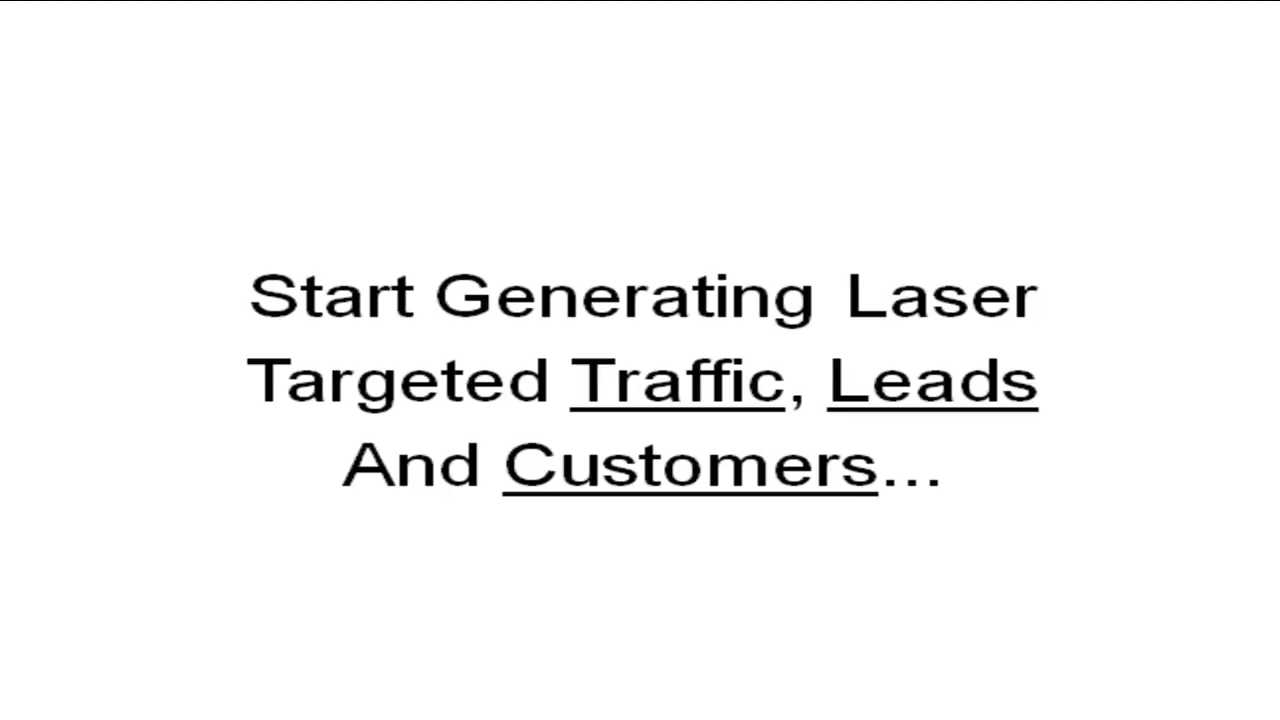 Start Generating Laser
Targeted Traffic, Leads
And Customers...